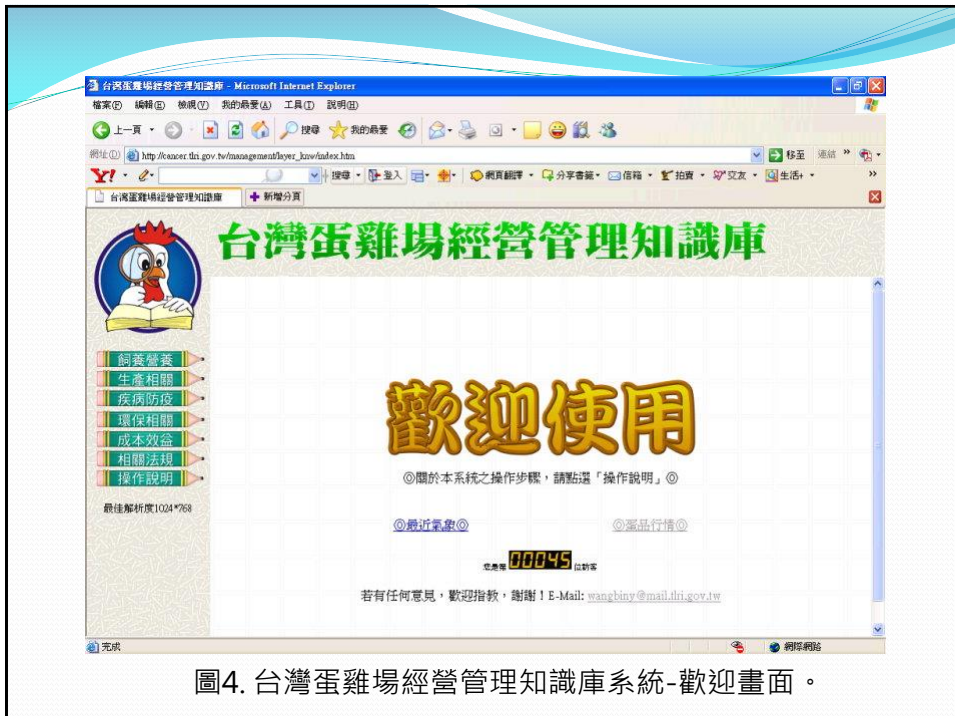 台灣蛋雞場經營管理知識庫 - Microsoft Internet Explorer
檔案(F) 編輯(E) 檢視(V) 我的最愛(A) 工具(T) 說明(H)
上一頁 搜尋 我的最愛
網址(D) http://cancer.tlri.gov.tw/management/layer_knw/index.htm 移至 連結 »
Y! 搜尋 登入 網頁翻譯 分享書籤 信箱 拍賣 交友 生活+ »
台灣蛋雞場經營管理知識庫 新增分頁
台灣蛋雞場經營管理知識庫
飼養營養
生產相關
疾病防疫
環保相關
成本效益
相關法規
操作說明
最佳解析度1024*768
歡迎使用
◎關於本系統之操作步驟，請點選「操作說明」◎
◎最近氣象◎ ◎蛋品行情◎
您是第 00045 位訪客
若有任何意見，歡迎指教，謝謝！E-Mail: wangbiny@mail.tlri.gov.tw
完成 網際網路
圖4. 台灣蛋雞場經營管理知識庫系統-歡迎畫面。